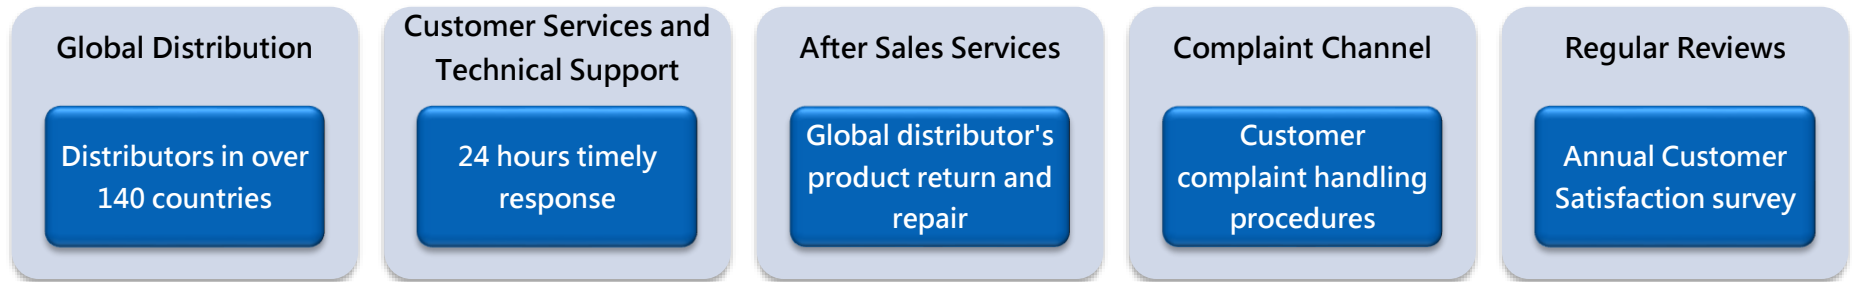 Global Distribution
Distributors in over
140 countries
Customer Services and
Technical Support
24 hours timely
response
After Sales Services
Global distributor's
product return and
repair
Complaint Channel
Customer
complaint handling
procedures
Regular Reviews
Annual Customer
Satisfaction survey